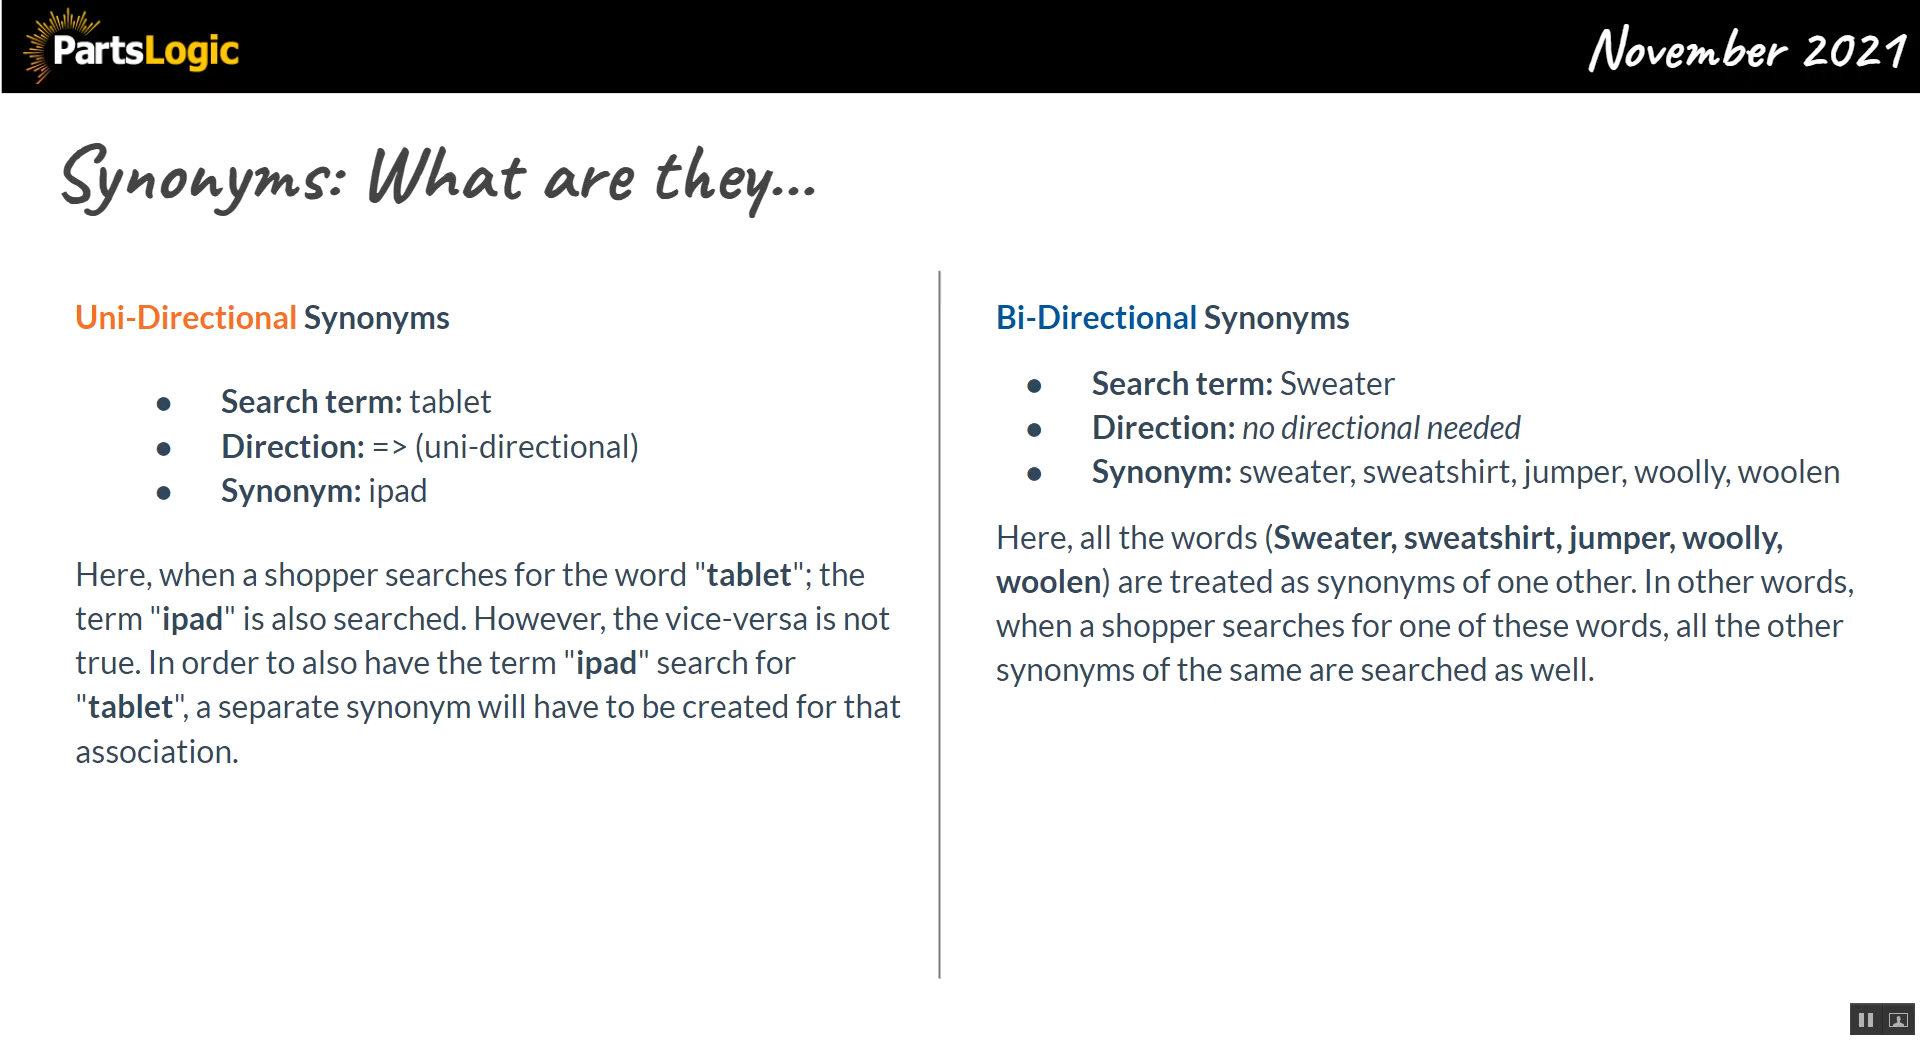 PartsLogic
November 2021
Synonyms: What are they...
Uni-Directional Synonyms
● Search term: tablet
● Direction: => (uni-directional)
● Synonym: ipad
Here, when a shopper searches for the word "tablet"; the
term "ipad" is also searched. However, the vice-versa is not
true. In order to also have the term "ipad" search for
"tablet", a separate synonym will have to be created for that
association.
Bi-Directional Synonyms
● Search term: Sweater
● Direction: no directional needed
● Synonym: sweater, sweatshirt, jumper, woolly, woolen
Here, all the words (Sweater, sweatshirt, jumper, woolly,
woolen) are treated as synonyms of one other. In other words,
when a shopper searches for one of these words, all the other
synonyms of the same are searched as well.